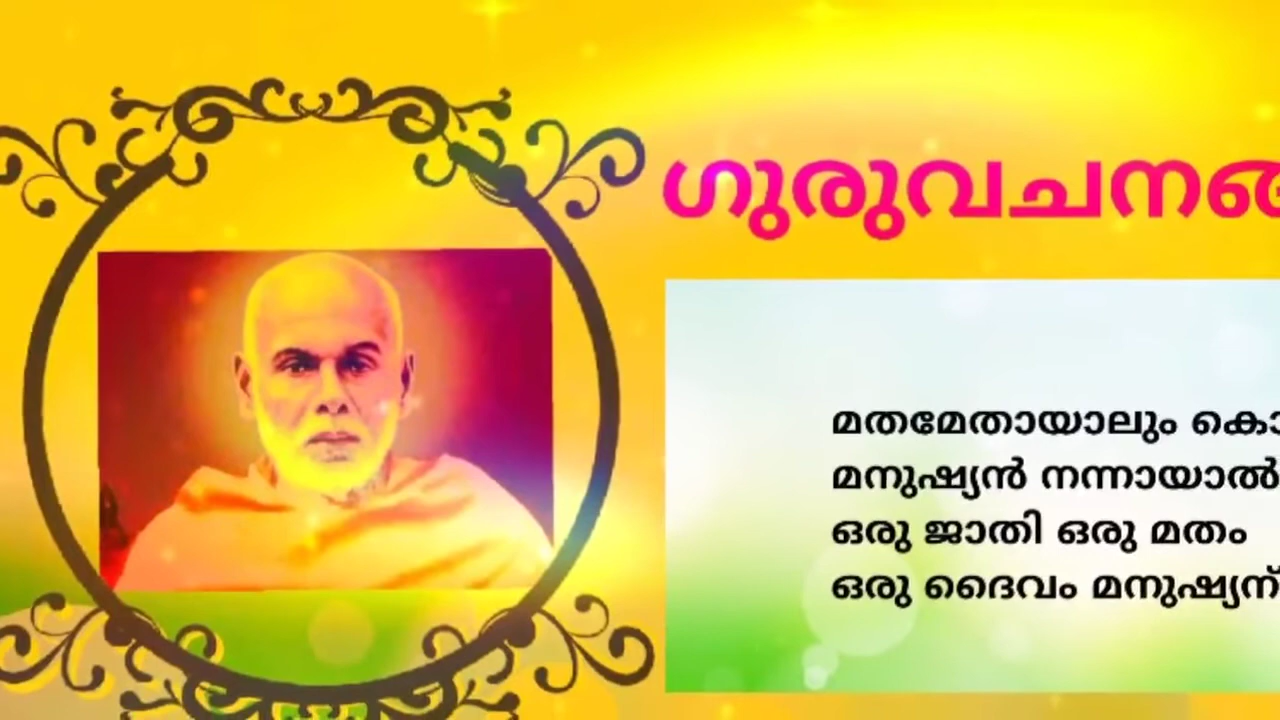 ഗുരുവചനങ
മതമേതായാലും കൊ
മനുഷ്യൻ നന്നായാൽ
ഒരു ജാതി ഒരു മതം
ഒരു ദൈവം മനുഷ്യന്